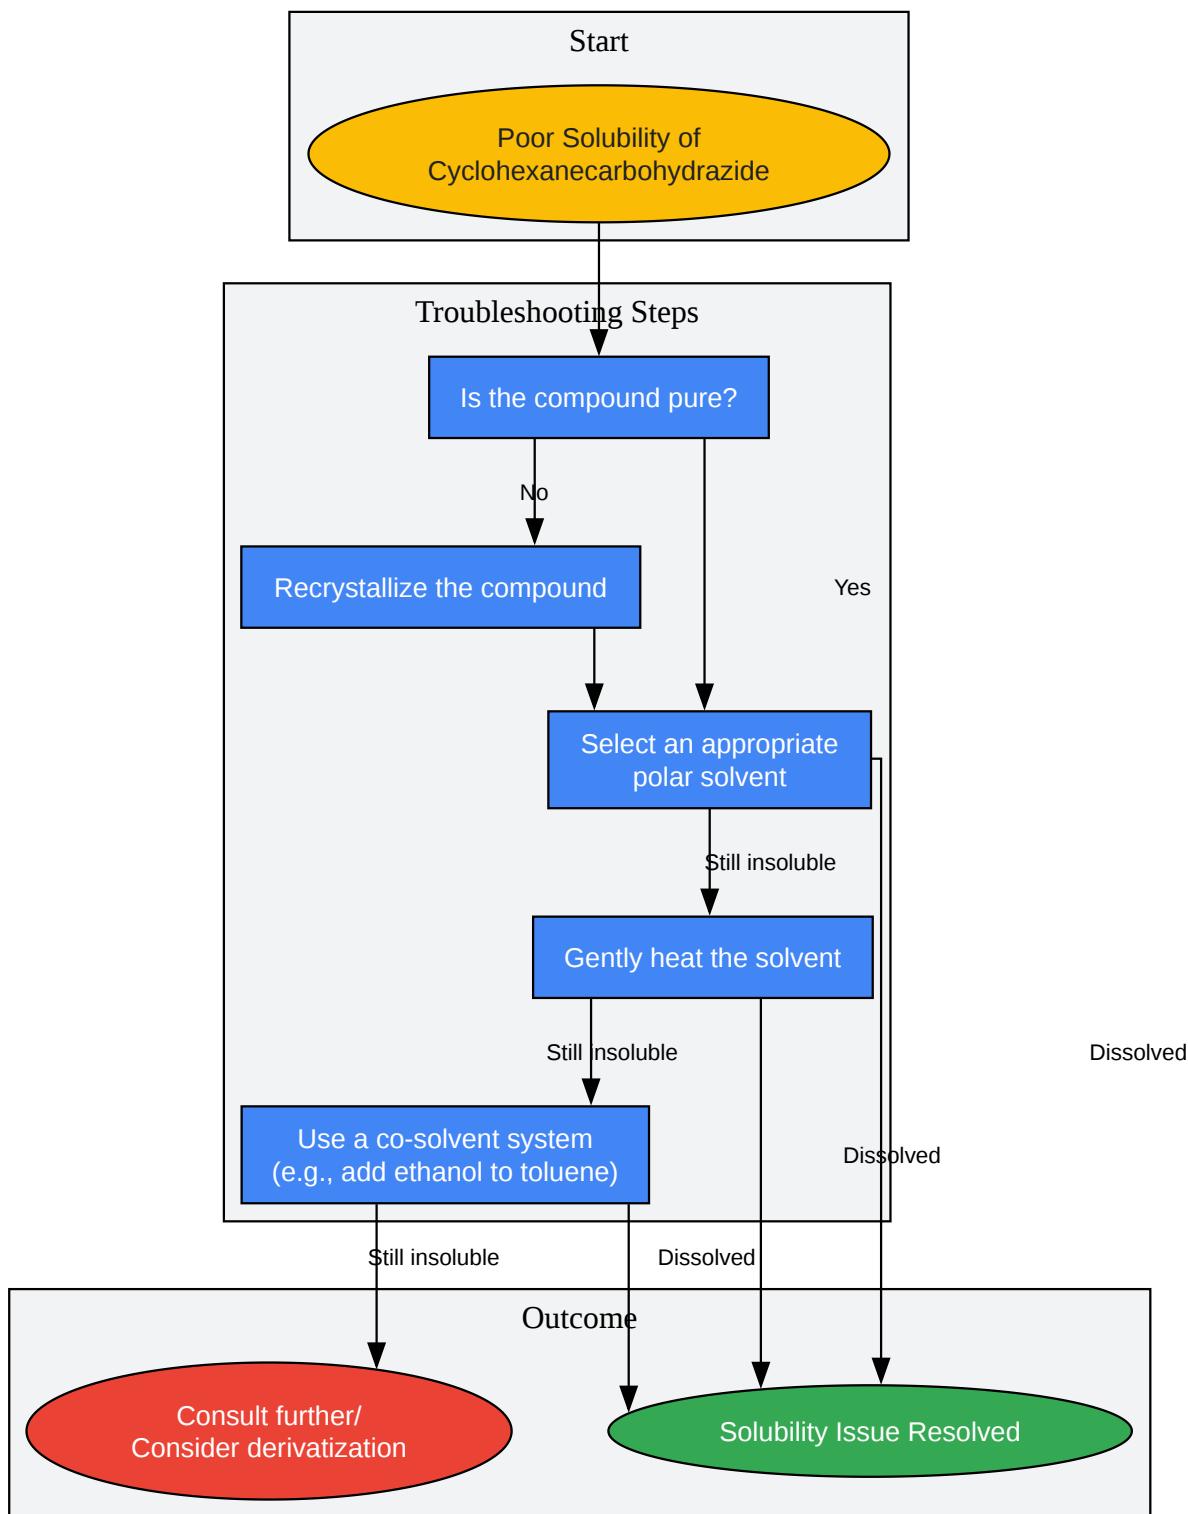 Start
Poor Solubility of
Cyclohexanecarbohydrazide
Troubleshooting Steps
Is the compound pure?
No
Recrystallize the compound
Yes
Select an appropriate
polar solvent
Still insoluble
Gently heat the solvent
Still insoluble
Dissolved
Use a co-solvent system
(e.g., add ethanol to toluene)
Dissolved
Still insoluble
Dissolved
Outcome
Consult further/
Consider derivatization
Solubility Issue Resolved